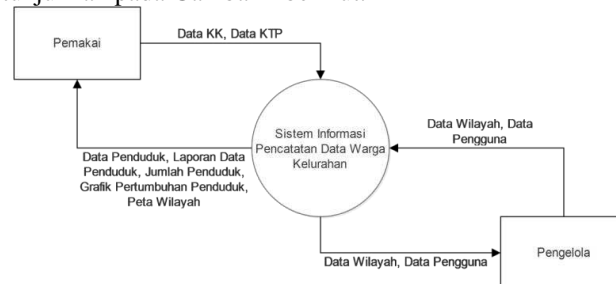 Pemakai
Data KK, Data KTP
Sistem Informasi
Pencatatan Data Warga
Kelurahan
Data Wilayah, Data
Pengguna
Data Penduduk, Laporan Data
Penduduk, Jumlah Penduduk,
Grafik Pertumbuhan Penduduk,
Peta Wilayah
Data Wilayah, Data Pengguna
Pengelola